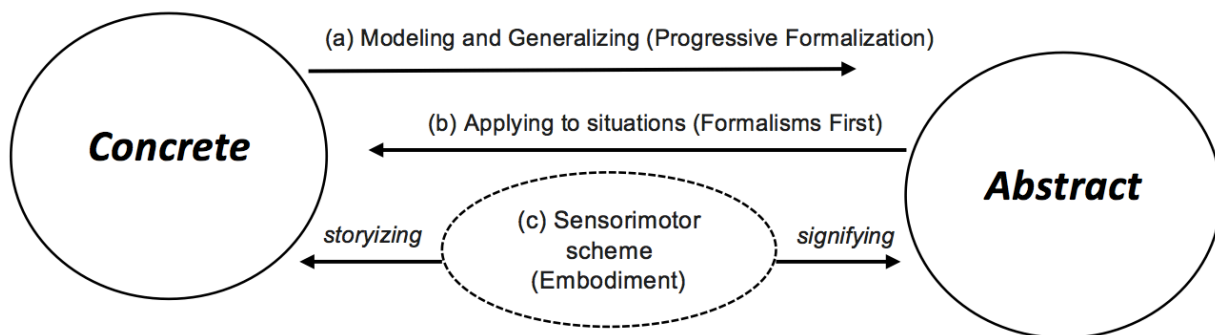 (a) Modeling and Generalizing (Progressive Formalization)
Concrete
(b) Applying to situations (Formalisms First)
Abstract
storyizing
(c) Sensorimotor
scheme
(Embodiment)
signifying